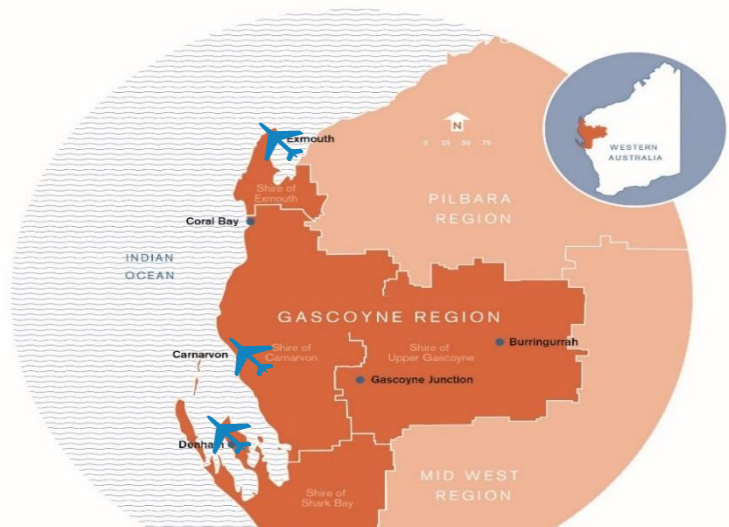 Exmouth
N
0 25 50 75
WESTERN
AUSTRALIA
Shire of
Exmouth
PILBARA
REGION
Coral Bay
INDIAN
OCEAN
GASCOYNE REGION
Carnarvon
Shire of
Carnarvon
Shire of
Upper Gascoyne
Burringurrah
Gascoyne Junction
Denham
MID WEST
REGION
Shire of
Shark Bay